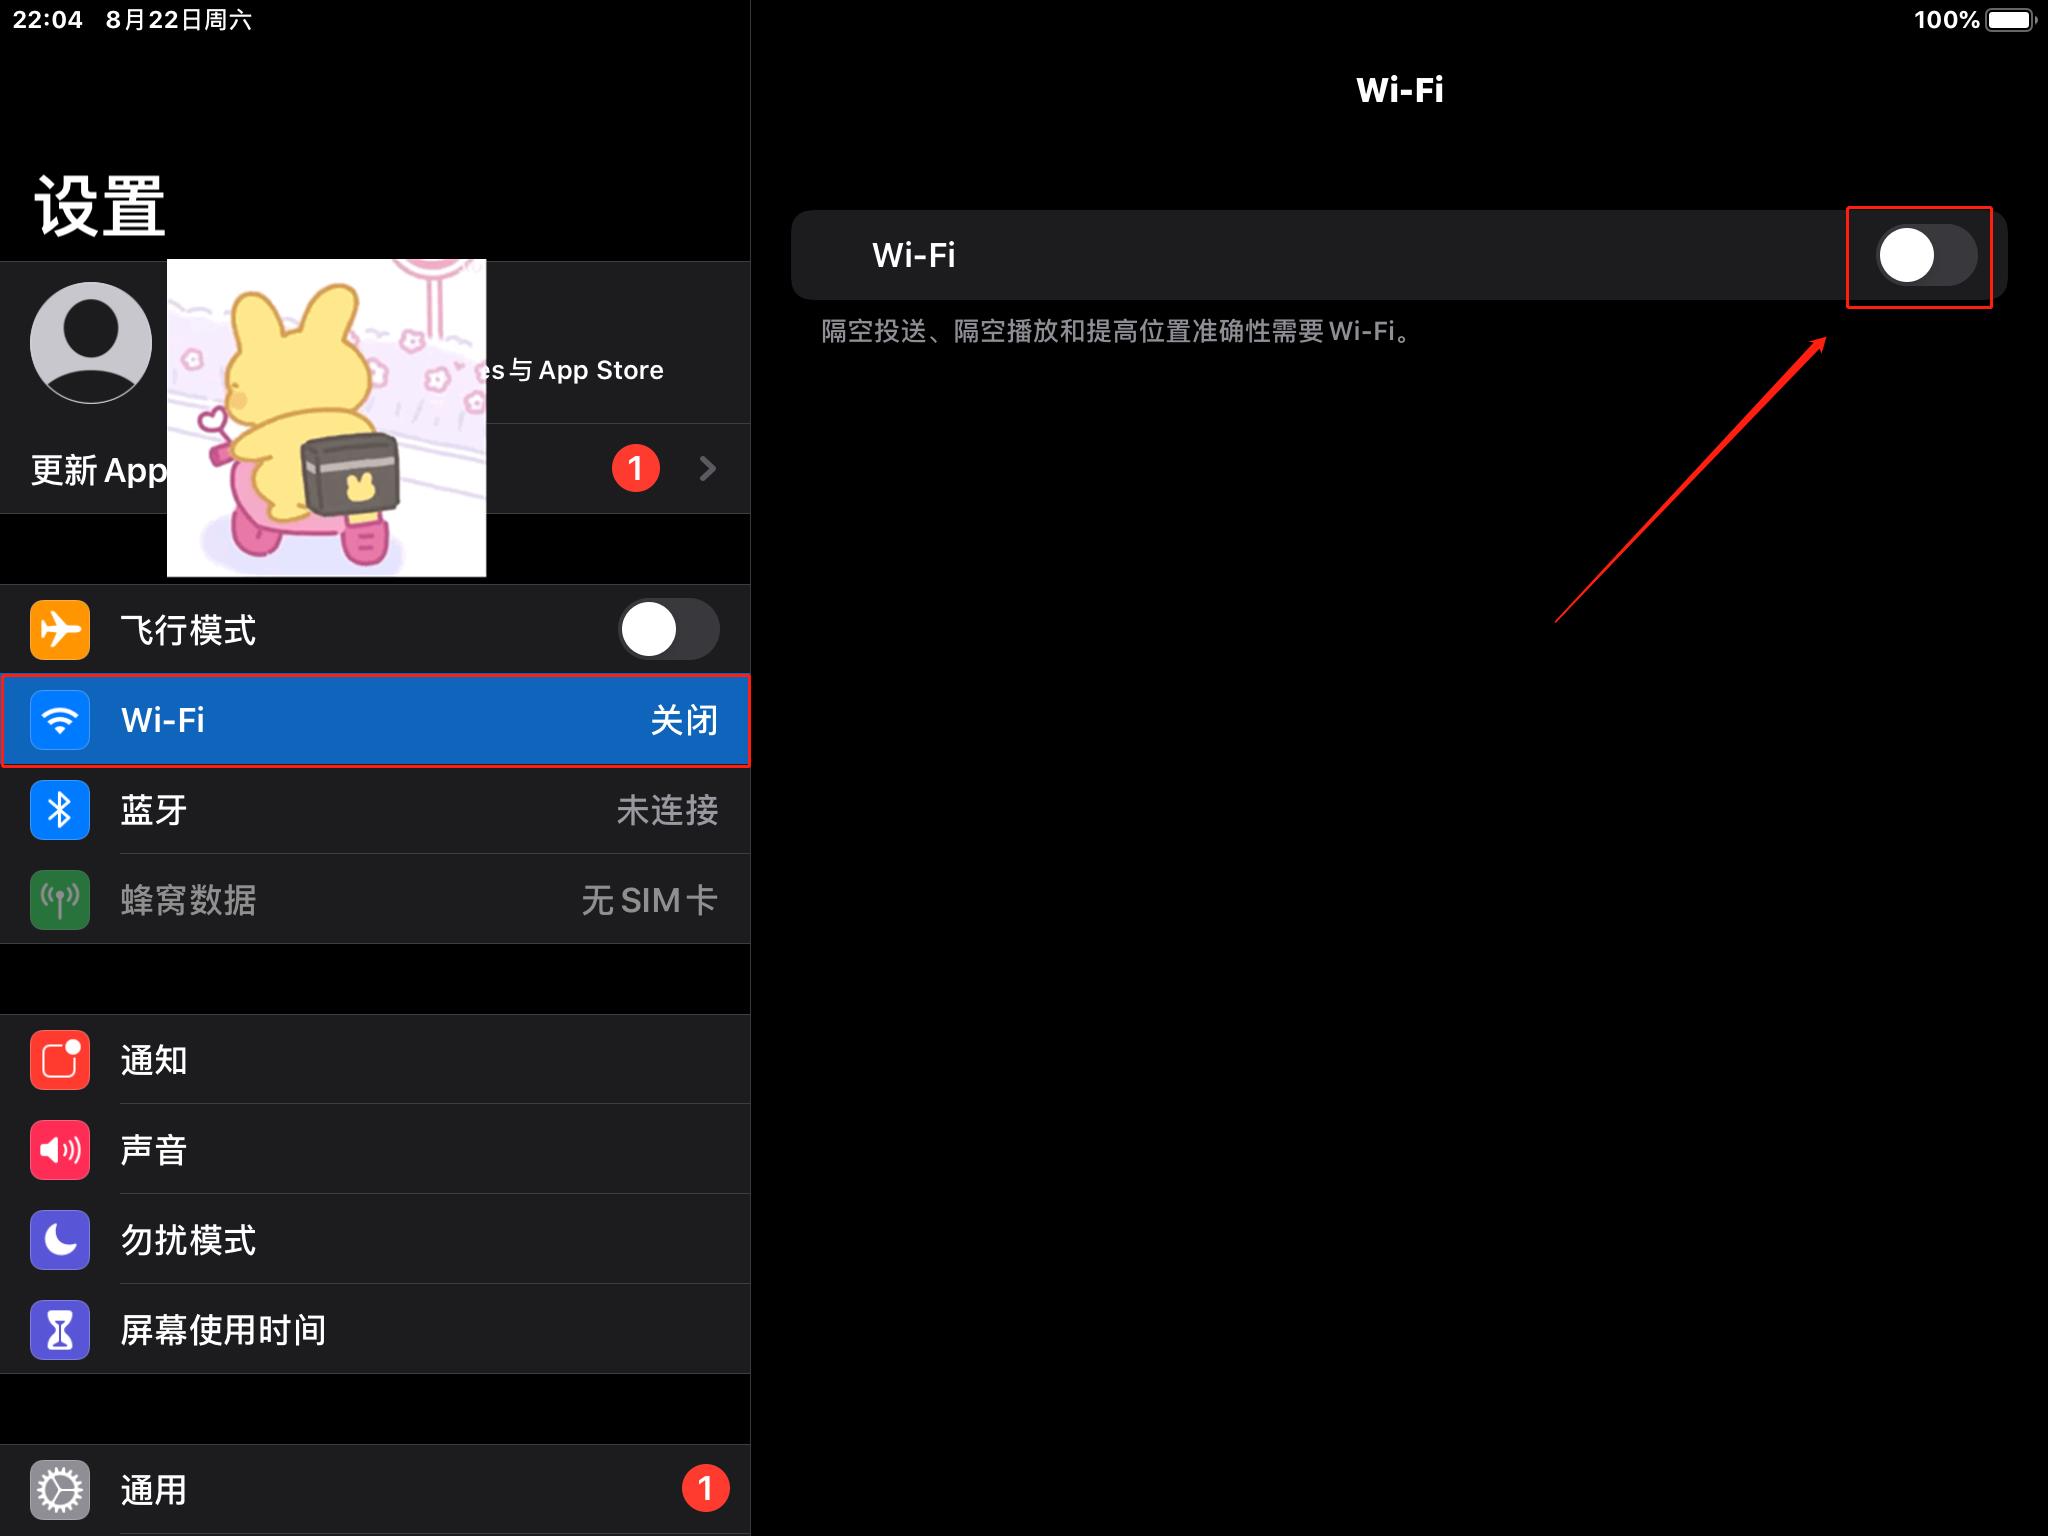 22:04 8月22日周六
100%
设置
es与 App Store
更新 App
1
飞行模式
Wi-Fi 关闭
蓝牙 未连接
蜂窝数据 无 SIM 卡
通知
声音
勿扰模式
屏幕使用时间
通用 1
Wi-Fi
Wi-Fi
隔空投送、隔空播放和提高位置准确性需要 Wi-Fi。